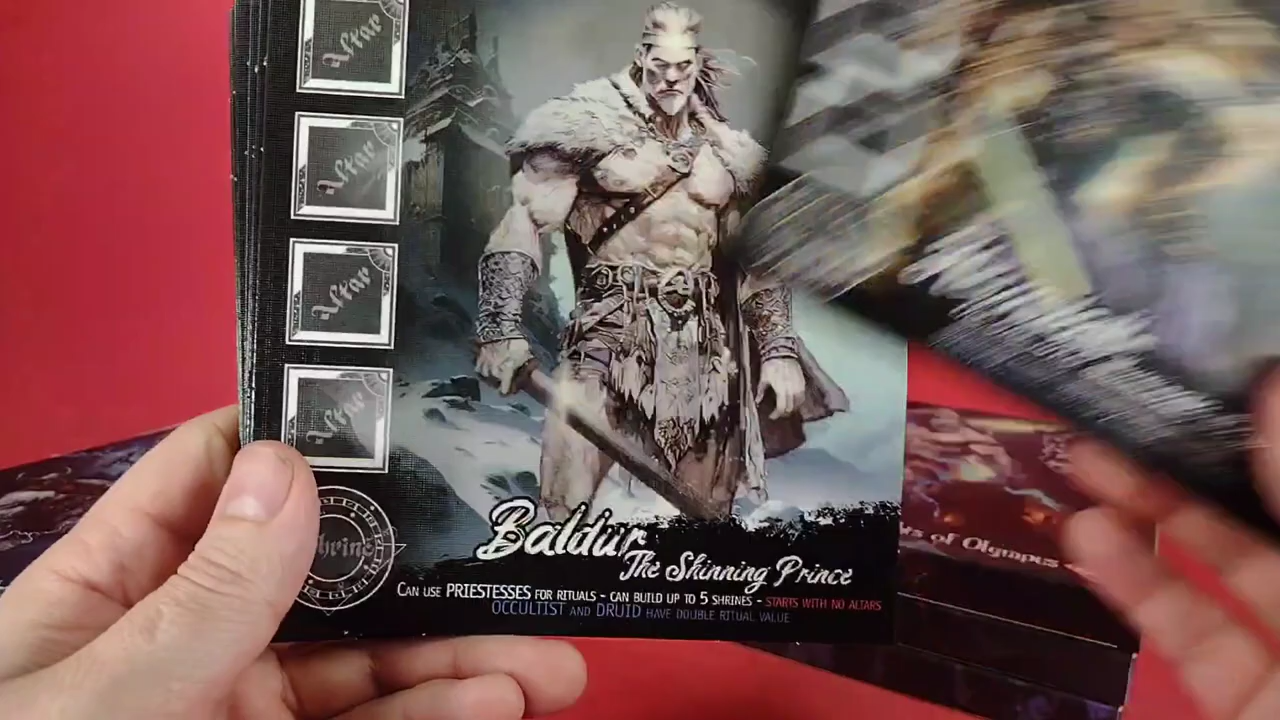 Altar
Altar
Altar
Altar
Shrine
Baldur
The Shinning Prince
CAN USE PRIESTESSES FOR RITUALS - CAN BUILD UP TO 5 SHRINES - STARTS WITH NO ALTARS
OCCULTIST AND DRUID HAVE DOUBLE RITUAL VALUE
of Olympus